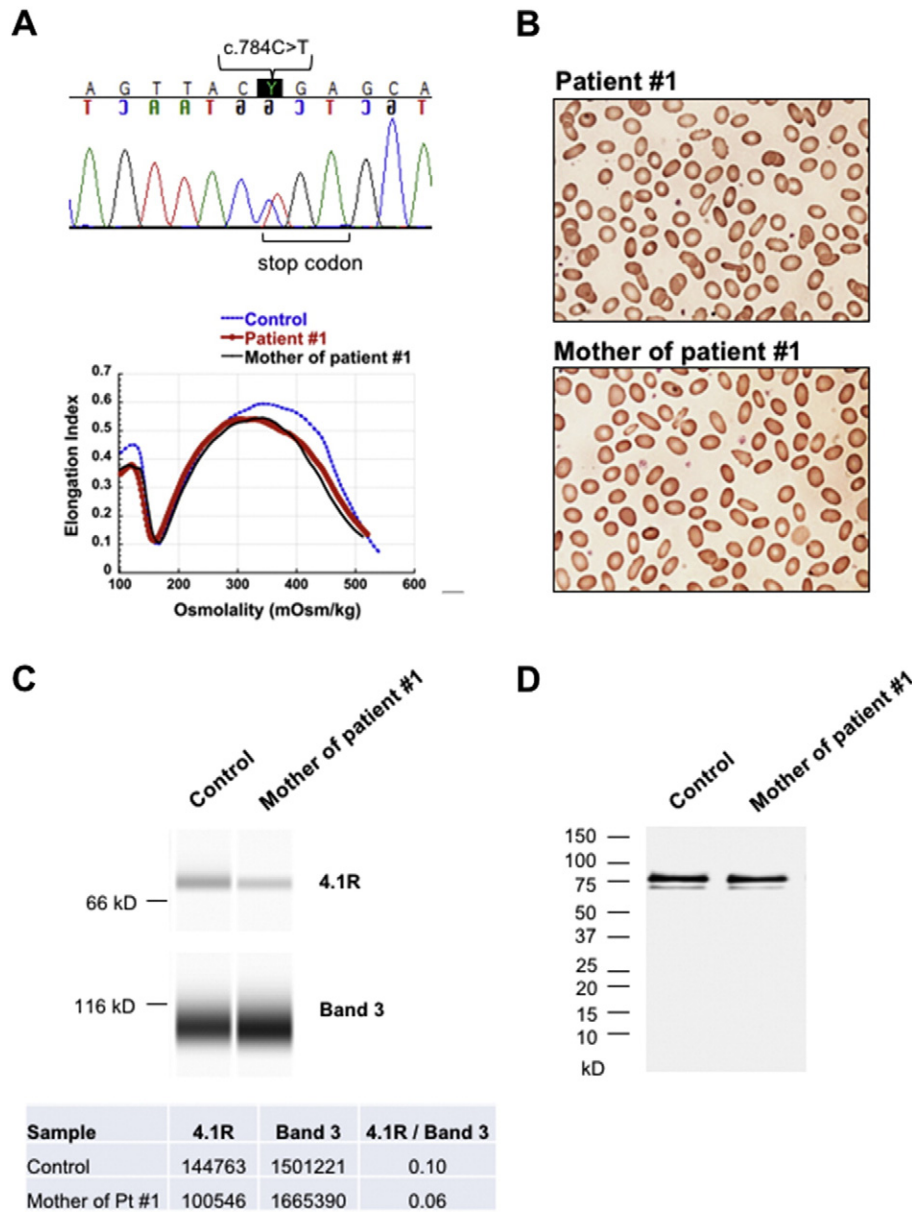 A
c.784C>T
A G T T A C Y G A G C A
T C A A T G G C T C G T
stop codon
Control
Patient #1
Mother of patient #1
Elongation Index
0.7
0.6
0.5
0.4
0.3
0.2
0.1
0
100 200 300 400 500 600
Osmolality (mOsm/kg)
B
Patient #1
Mother of patient #1
C
Control
Mother of patient #1
4.1R
66 kD
116 kD
Band 3
Sample 4.1R Band 3 4.1R / Band 3
Control 144763 1501221 0.10
Mother of Pt #1 100546 1665390 0.06
D
Control
Mother of patient #1
150
100
75
50
37
25
20
15
10
kD